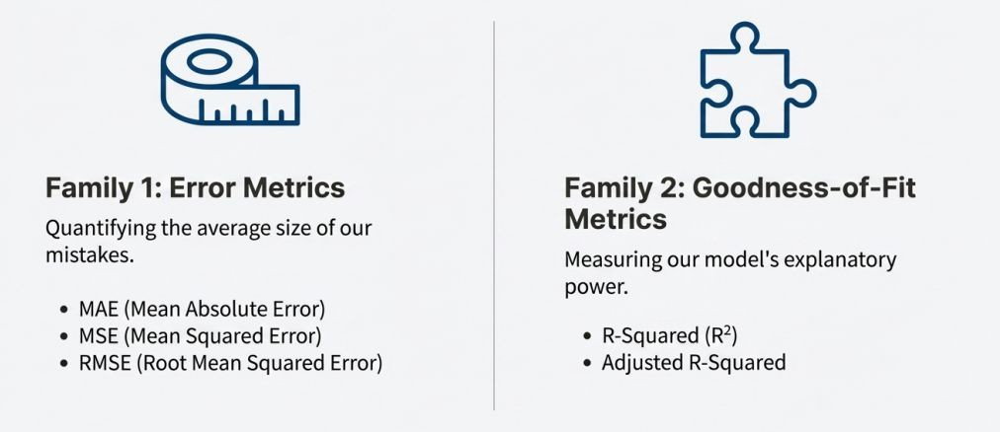 Family 1: Error Metrics
Quantifying the average size of our
mistakes.
• MAE (Mean Absolute Error)
• MSE (Mean Squared Error)
• RMSE (Root Mean Squared Error)
Family 2: Goodness-of-Fit
Metrics
Measuring our model's explanatory
power.
• R-Squared (R²)
• Adjusted R-Squared